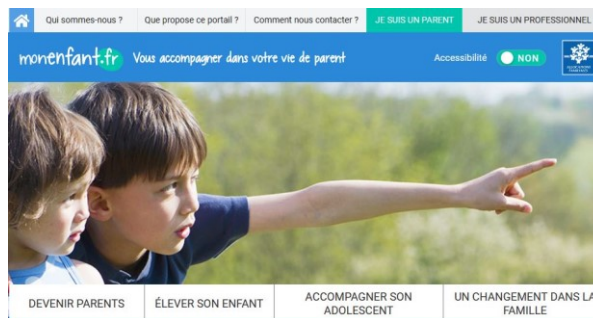 Qui sommes-nous ? Que propose ce portail ? Comment nous contacter ? JE SUIS UN PARENT JE SUIS UN PROFESSIONNEL
monenfant.fr Vous accompagner dans votre vie de parent Accessibilité NON
DEVENIR PARENTS ÉLEVER SON ENFANT ACCOMPAGNER SON ADOLESCENT UN CHANGEMENT DANS LA FAMILLE